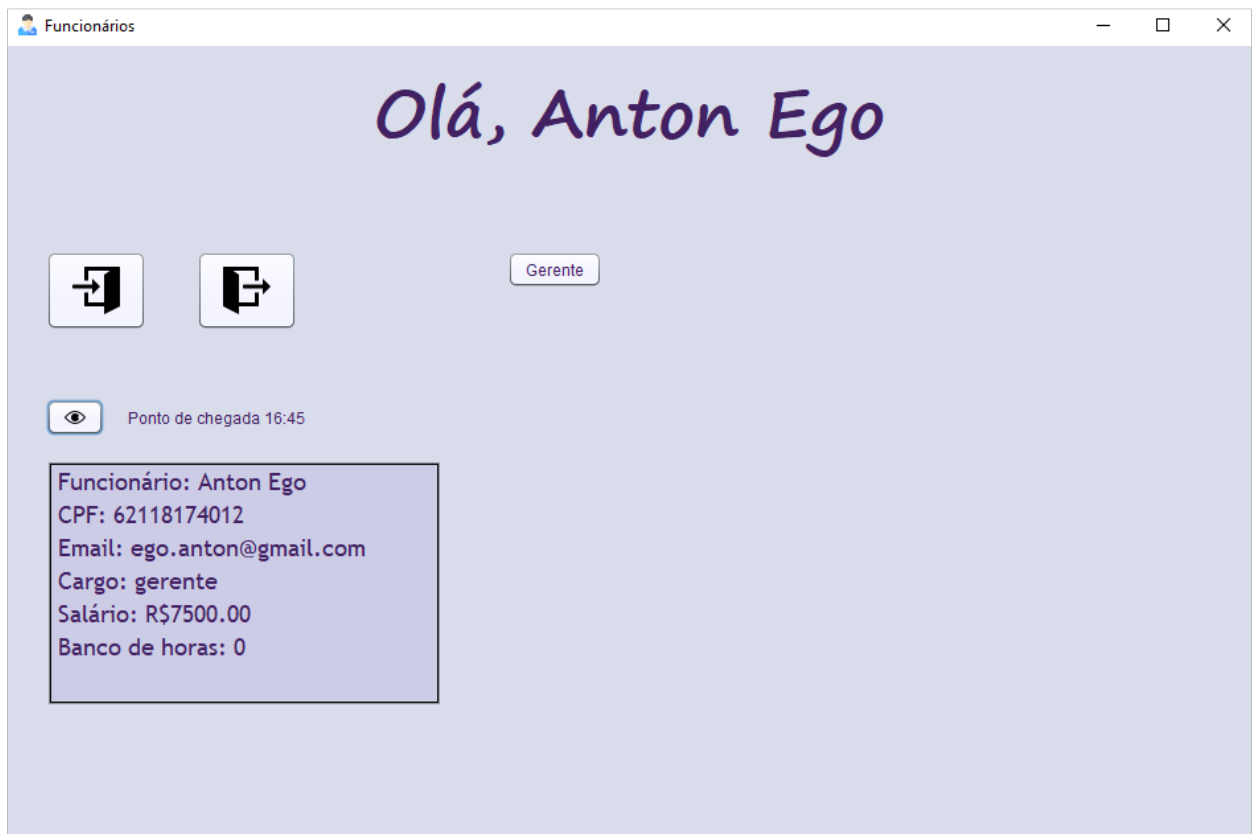 Funcionários
Olá, Anton Ego
Gerente
Ponto de chegada 16:45
Funcionário: Anton Ego
CPF: 62118174012
Email: ego.anton@gmail.com
Cargo: gerente
Salário: R$7500.00
Banco de horas: 0